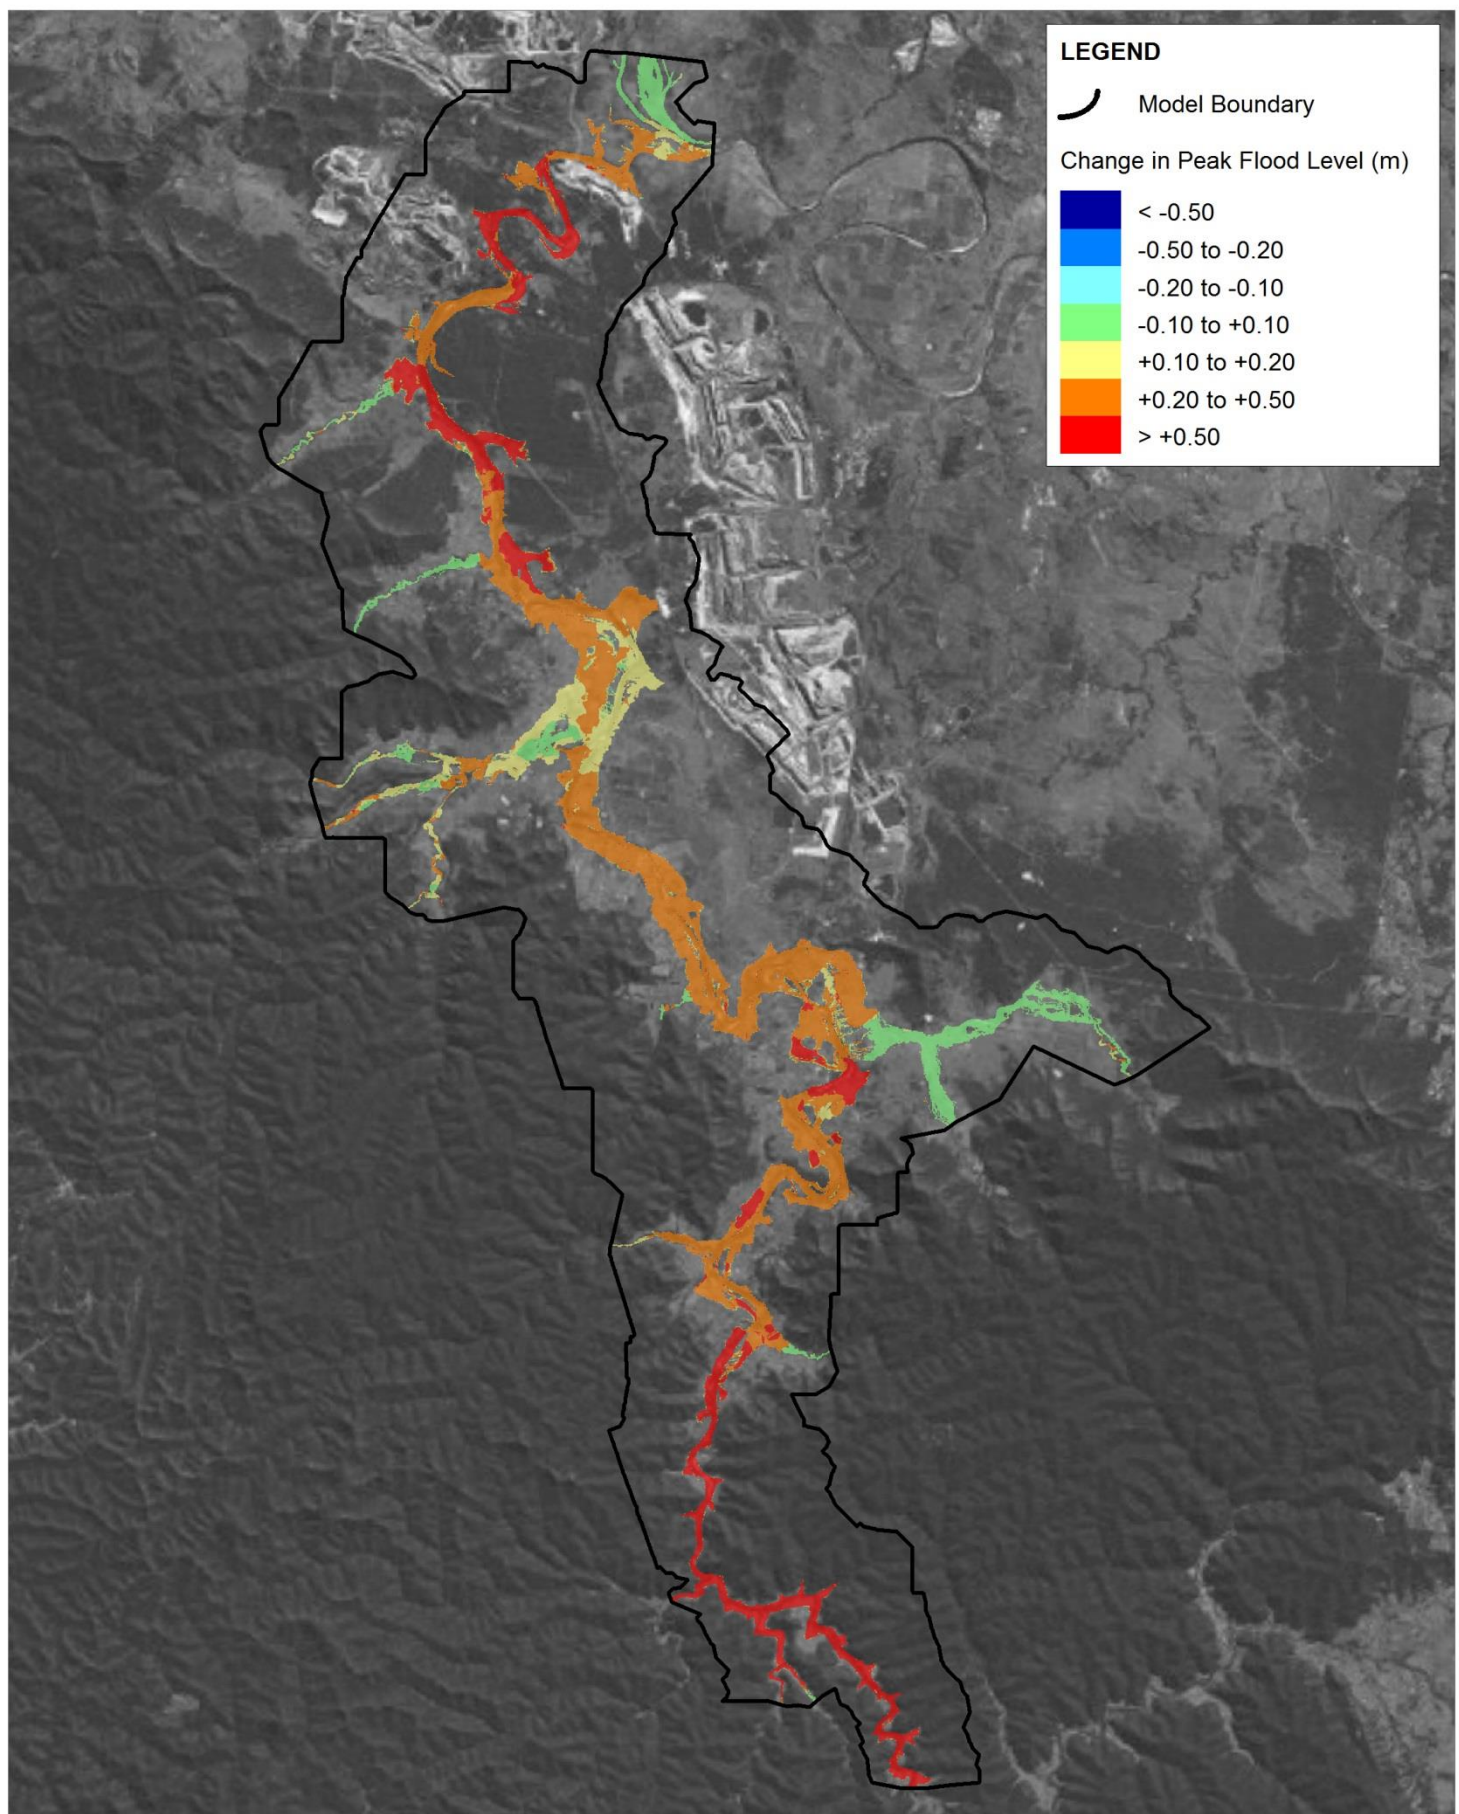 LEGEND
Model Boundary
Change in Peak Flood Level (m)
< -0.50
-0.50 to -0.20
-0.20 to -0.10
-0.10 to +0.10
+0.10 to +0.20
+0.20 to +0.50
> +0.50